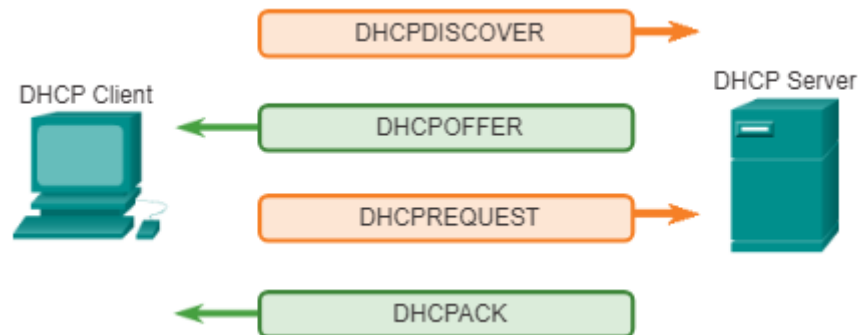 DHCPDISCOVER
DHCP Client
DHCP Server
DHCPOFFER
DHCPREQUEST
DHCPACK